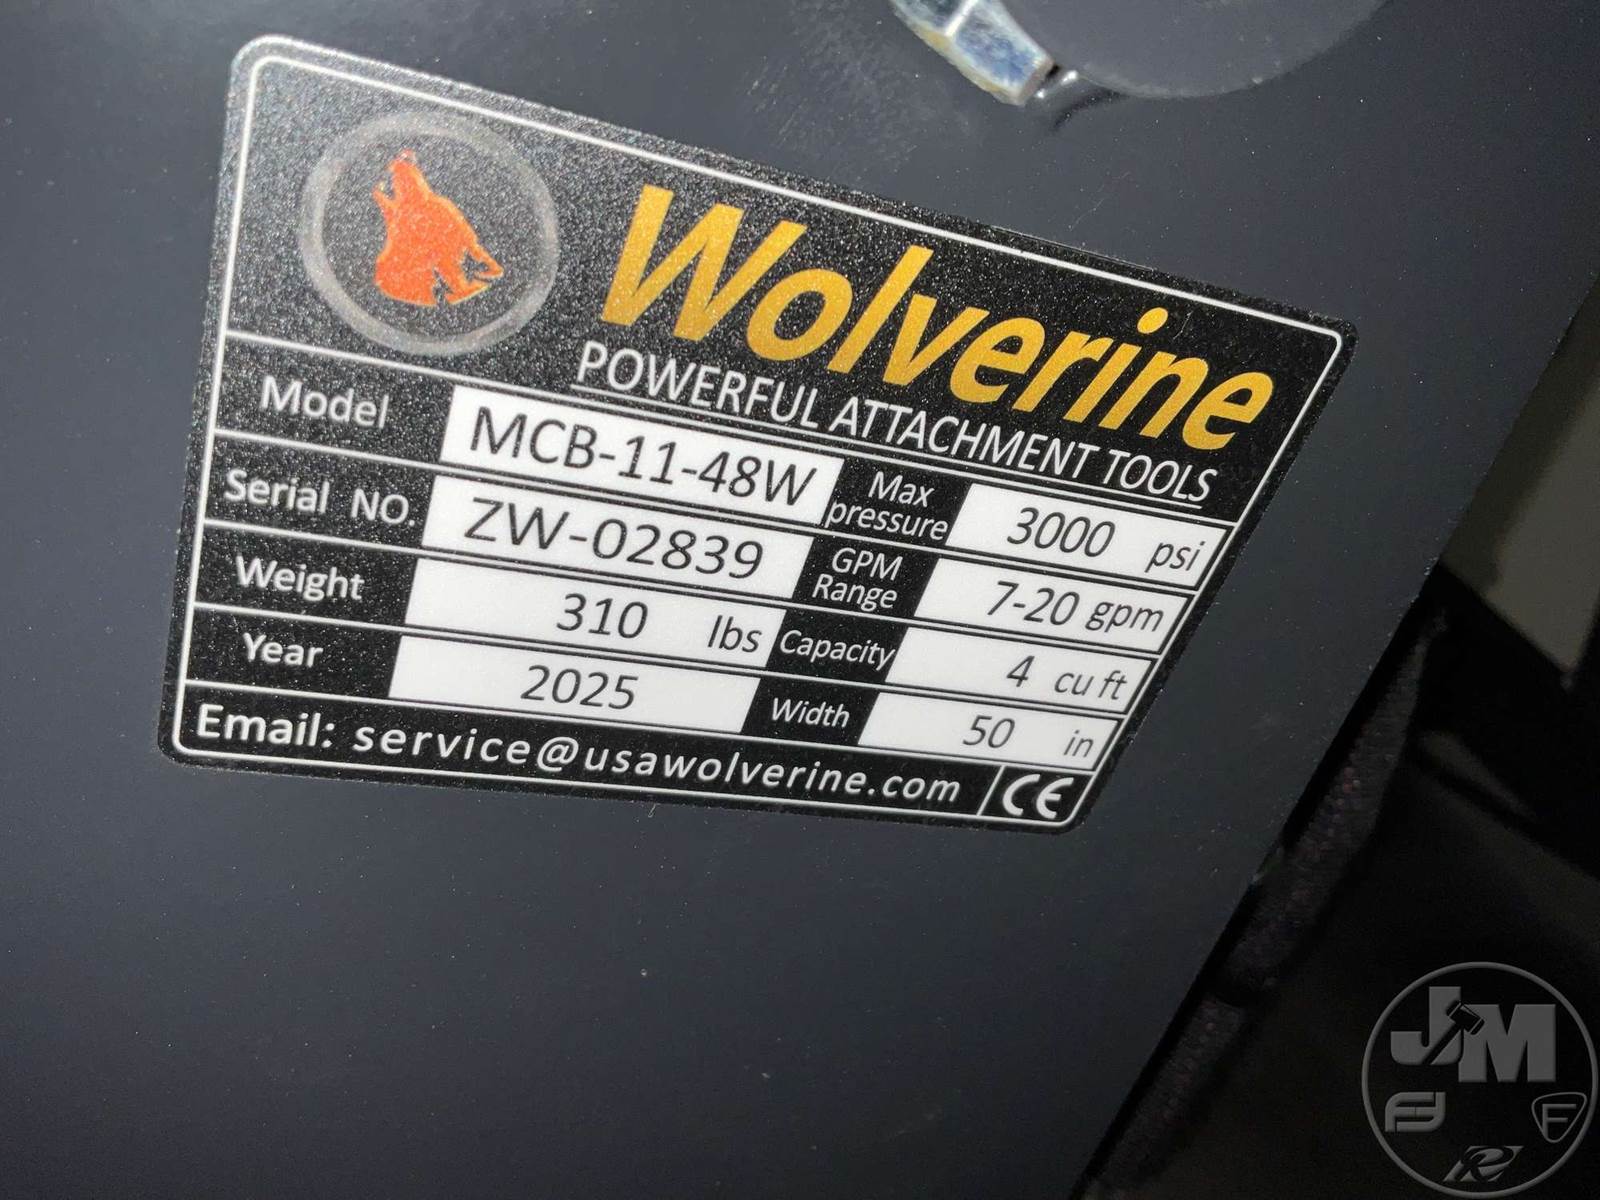 Wolverine
POWERFUL ATTACHMENT TOOLS
Model MCB-11-48W Max pressure 3000 psi
Serial NO. ZW-02839 GPM Range 7-20 gpm
Weight 310 lbs Capacity 4 cu ft
Year 2025 Width 50 in
Email: service@usawolverine.com CE
JM
F
R